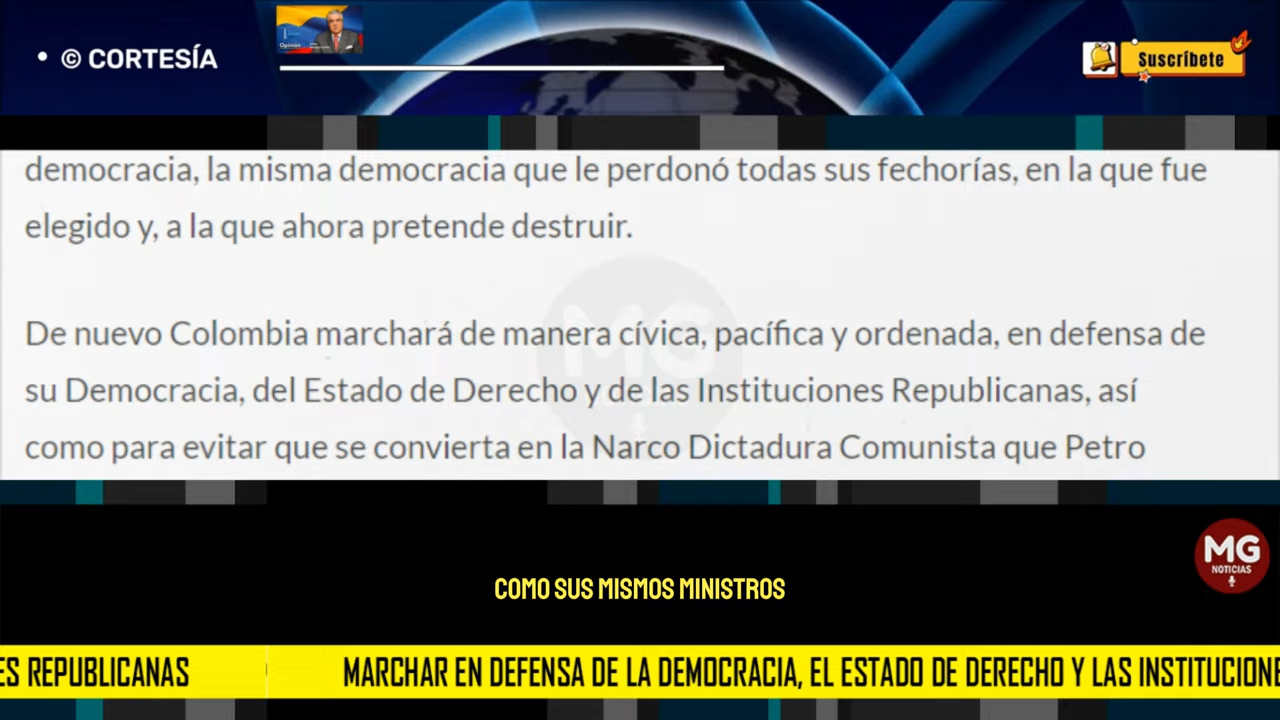 • © CORTESÍA
Opinión
Suscríbete
democracia, la misma democracia que le perdonó todas sus fechorías, en la que fue
elegido y, a la que ahora pretende destruir.
MG
De nuevo Colombia marchará de manera cívica, pacífica y ordenada, en defensa de
su Democracia, del Estado de Derecho y de las Instituciones Republicanas, así
como para evitar que se convierta en la Narco Dictadura Comunista que Petro
MG
NOTICIAS
COMO SUS MISMOS MINISTROS
ES REPUBLICANAS MARCHAR EN DEFENSA DE LA DEMOCRACIA, EL ESTADO DE DERECHO Y LAS INSTITUCIONE